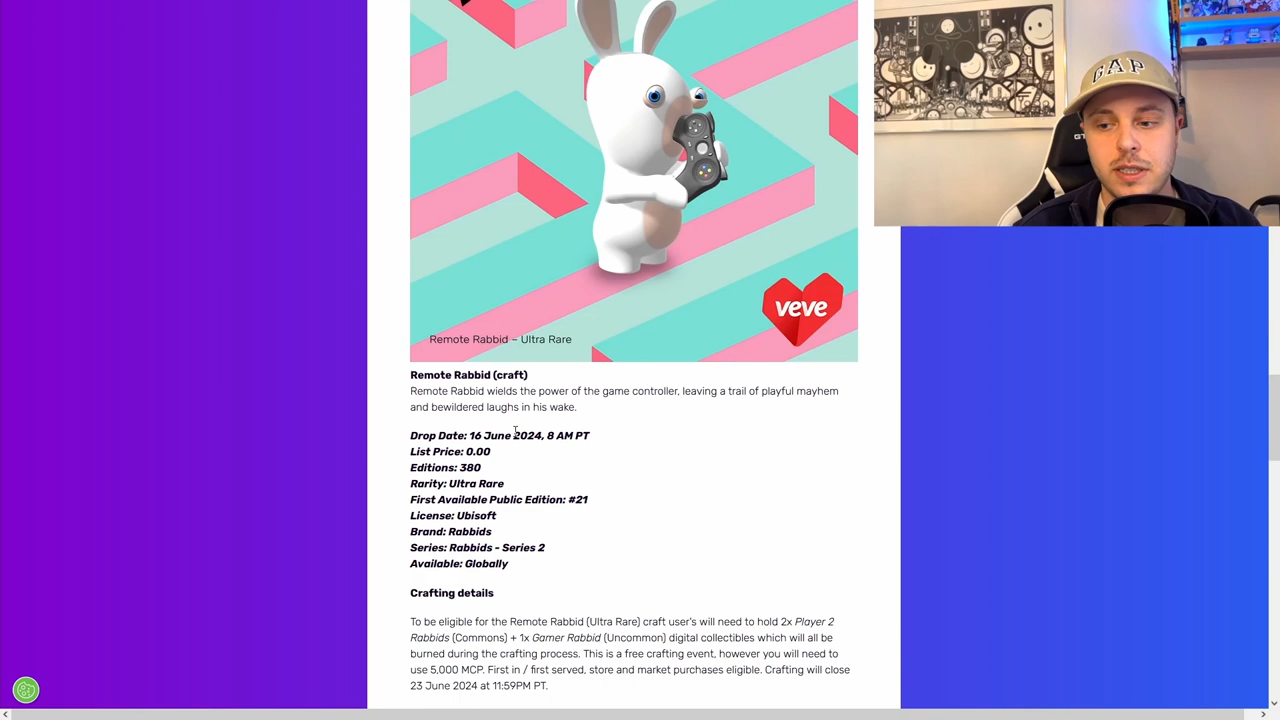 GAP
GT
veve
Remote Rabbid – Ultra Rare
Remote Rabbid (craft)
Remote Rabbid wields the power of the game controller, leaving a trail of playful mayhem
and bewildered laughs in his wake.
Drop Date: 16 June 2024, 8 AM PT
List Price: 0.00
Editions: 380
Rarity: Ultra Rare
First Available Public Edition: #21
License: Ubisoft
Brand: Rabbids
Series: Rabbids - Series 2
Available: Globally
Crafting details
To be eligible for the Remote Rabbid (Ultra Rare) craft user's will need to hold 2x Player 2
Rabbids (Commons) + 1x Gamer Rabbid (Uncommon) digital collectibles which will all be
burned during the crafting process. This is a free crafting event, however you will need to
use 5,000 MCP. First in / first served, store and market purchases eligible. Crafting will close
23 June 2024 at 11:59PM PT.